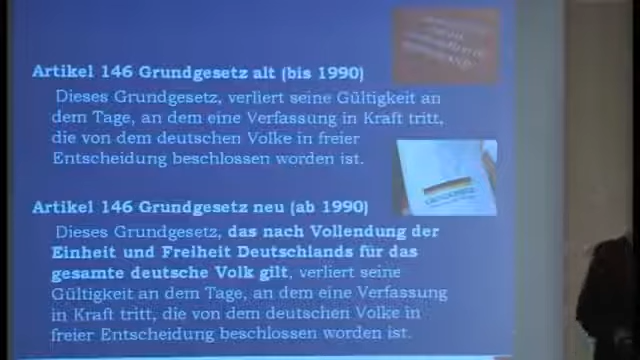 Artikel 146 Grundgesetz alt (bis 1990)
Dieses Grundgesetz, verliert seine Gültigkeit an
dem Tage, an dem eine Verfassung in Kraft tritt,
die von dem deutschen Volke in freier
Entscheidung beschlossen worden ist.
Artikel 146 Grundgesetz neu (ab 1990)
Dieses Grundgesetz, das nach Vollendung der
Einheit und Freiheit Deutschlands für das
gesamte deutsche Volk gilt, verliert seine
Gültigkeit an dem Tage, an dem eine Verfassung
in Kraft tritt, die von dem deutschen Volke in
freier Entscheidung beschlossen worden ist.